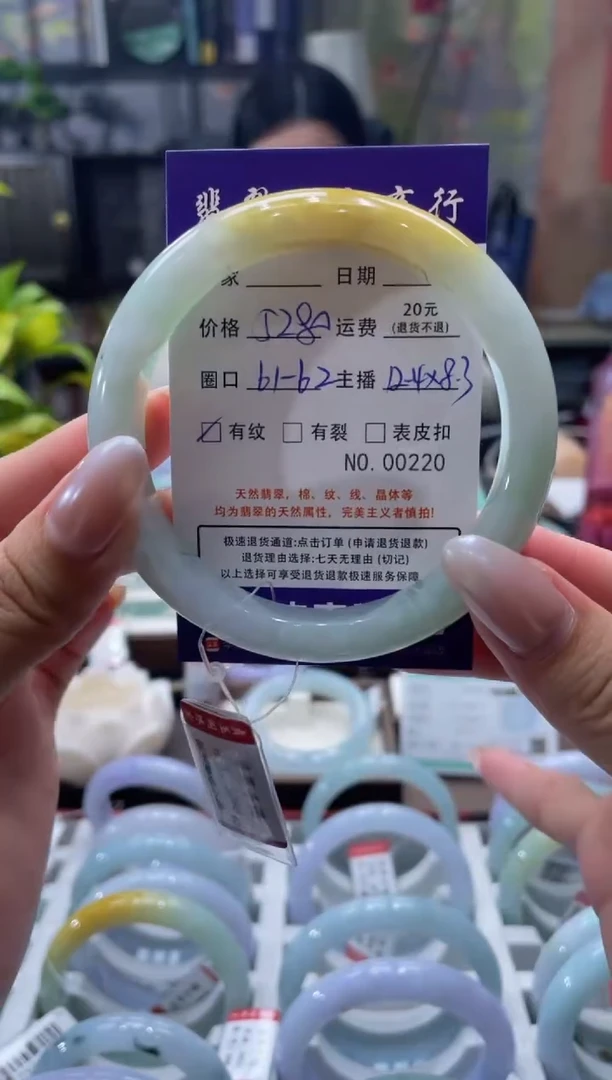 翡 行
家 日期
价格 5280 运费 20元
(退货不退)
圈口 61-62 主播 12.4x8.3
有纹 有裂 表皮扣
NO. 00220
天然翡翠，棉、纹、线、晶体等
均为翡翠的天然属性，完美主义者慎拍!
极速退货通道:点击订单 (申请退货退款)
退货理由选择:七天无理由 (切记)
以上选择可享受退货退款极速服务保障